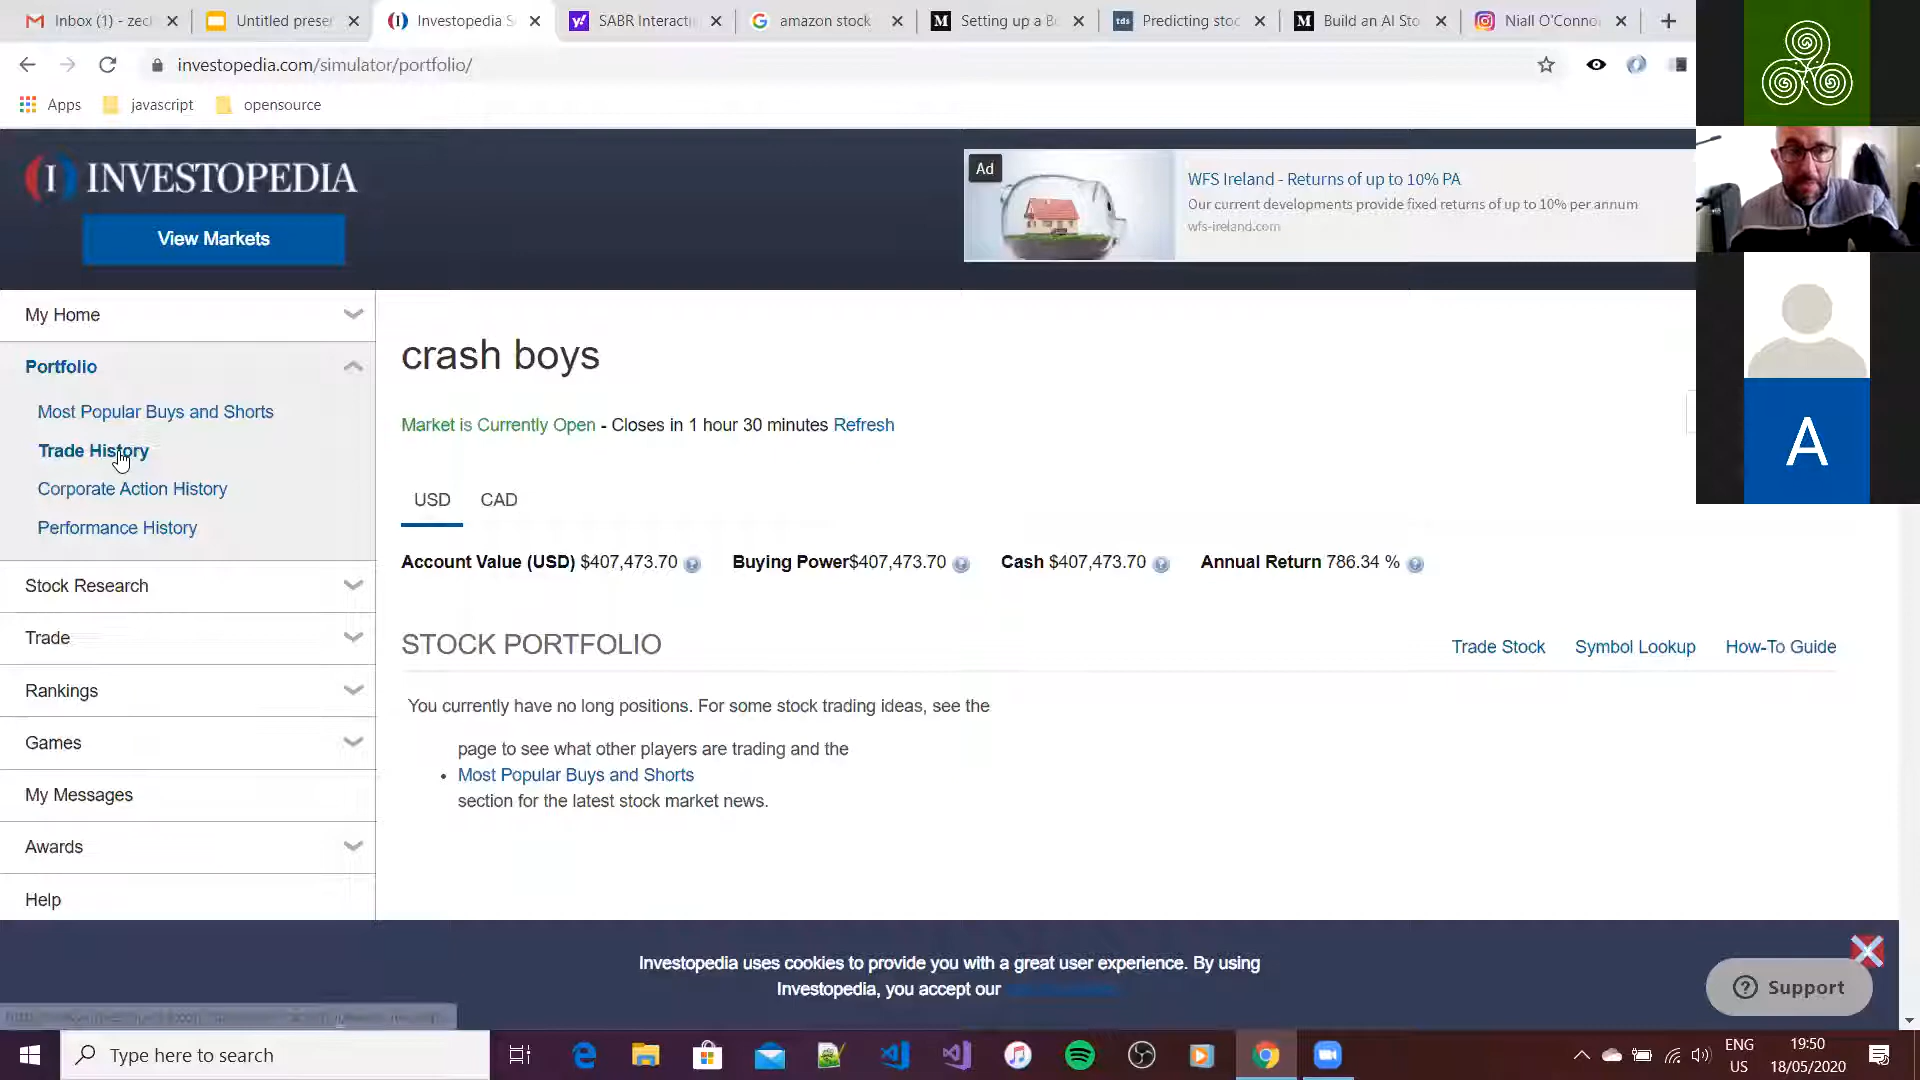 Inbox (1) - zec
Untitled preser
Investopedia S
SABR Interacti
amazon stock
Setting up a B
Predicting stoc
Build an AI Sto
Niall O'Conno
investopedia.com/simulator/portfolio/
Apps
javascript
opensource
INVESTOPEDIA
View Markets
Ad
WFS Ireland - Returns of up to 10% PA
Our current developments provide fixed returns of up to 10% per annum
wfs-ireland.com
My Home
Portfolio
Most Popular Buys and Shorts
Trade History
Corporate Action History
Performance History
Stock Research
Trade
Rankings
Games
My Messages
Awards
Help
crash boys
Market is Currently Open - Closes in 1 hour 30 minutes Refresh
USD CAD
Account Value (USD) $407,473.70 Buying Power$407,473.70 Cash $407,473.70 Annual Return 786.34 %
STOCK PORTFOLIO
Trade Stock Symbol Lookup How-To Guide
You currently have no long positions. For some stock trading ideas, see the
page to see what other players are trading and the
• Most Popular Buys and Shorts
section for the latest stock market news.
A
Investopedia uses cookies to provide you with a great user experience. By using
Investopedia, you accept our
Support
Type here to search
ENG
US
19:50
18/05/2020